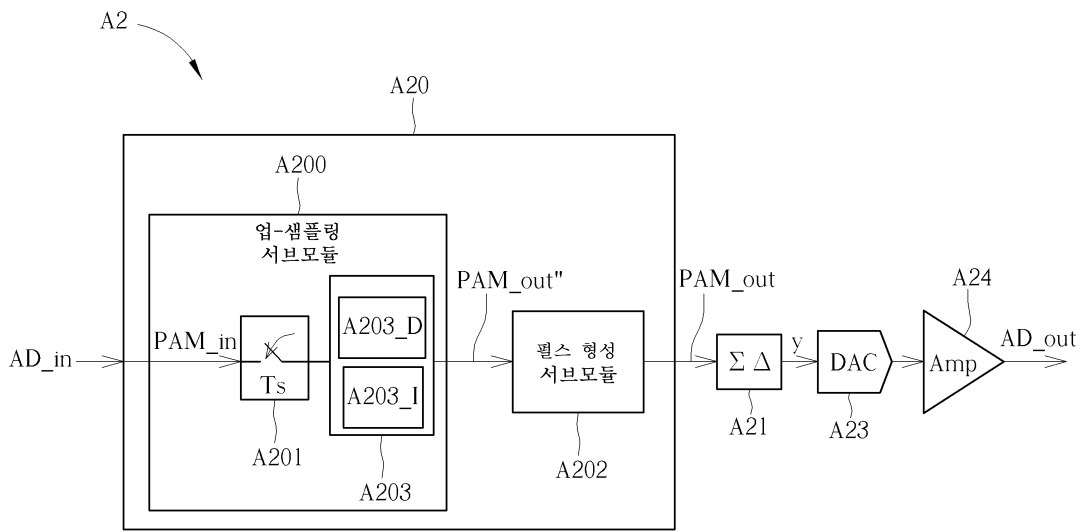 A2
A20
A200
업-샘플링
서브모듈
PAM_out"
PAM_out
A24
A203_D
PAM_in
AD_in
AD_out
펄스 형성
서브모듈
y
Σ Δ
DAC
Amp
Ts
A203_I
A21
A23
A201
A202
A203